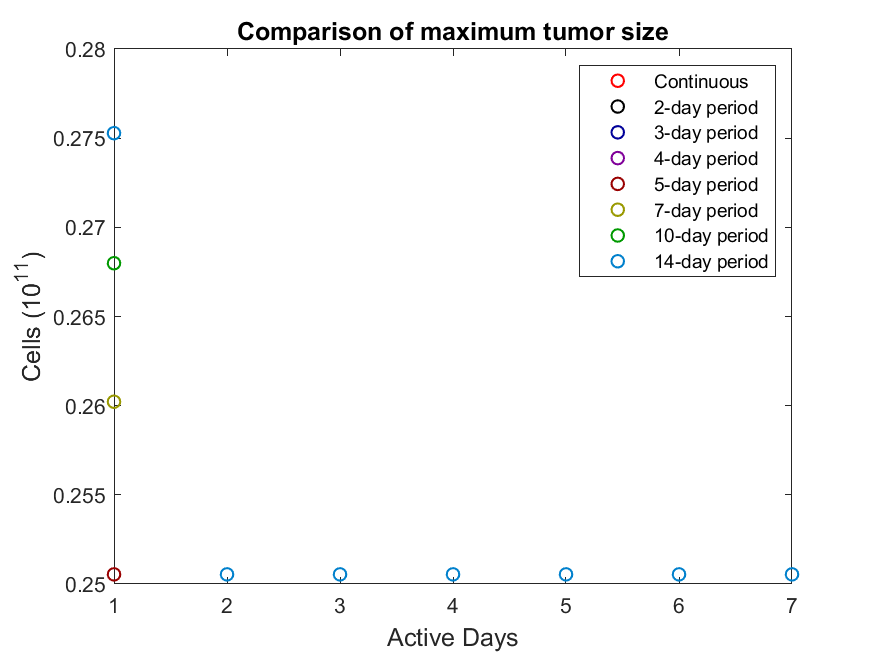 Comparison of maximum tumor size
0.28
0.275
0.27
0.265
0.26
0.255
0.25
Cells (10^11)
Continuous
2-day period
3-day period
4-day period
5-day period
7-day period
10-day period
14-day period
1 2 3 4 5 6 7
Active Days